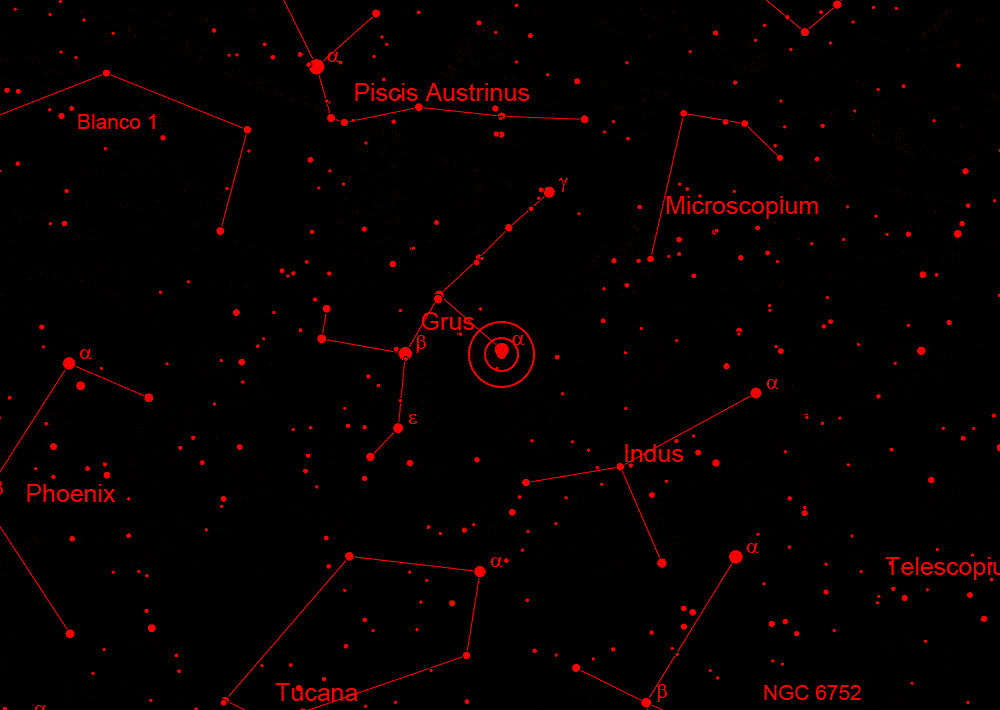 α
Piscis Austrinus
Blanco 1
γ
Microscopium
Grus
α
β
α
α
ε
Indus
Phoenix
α
α
Telescopiu
Tucana
β
NGC 6752
α